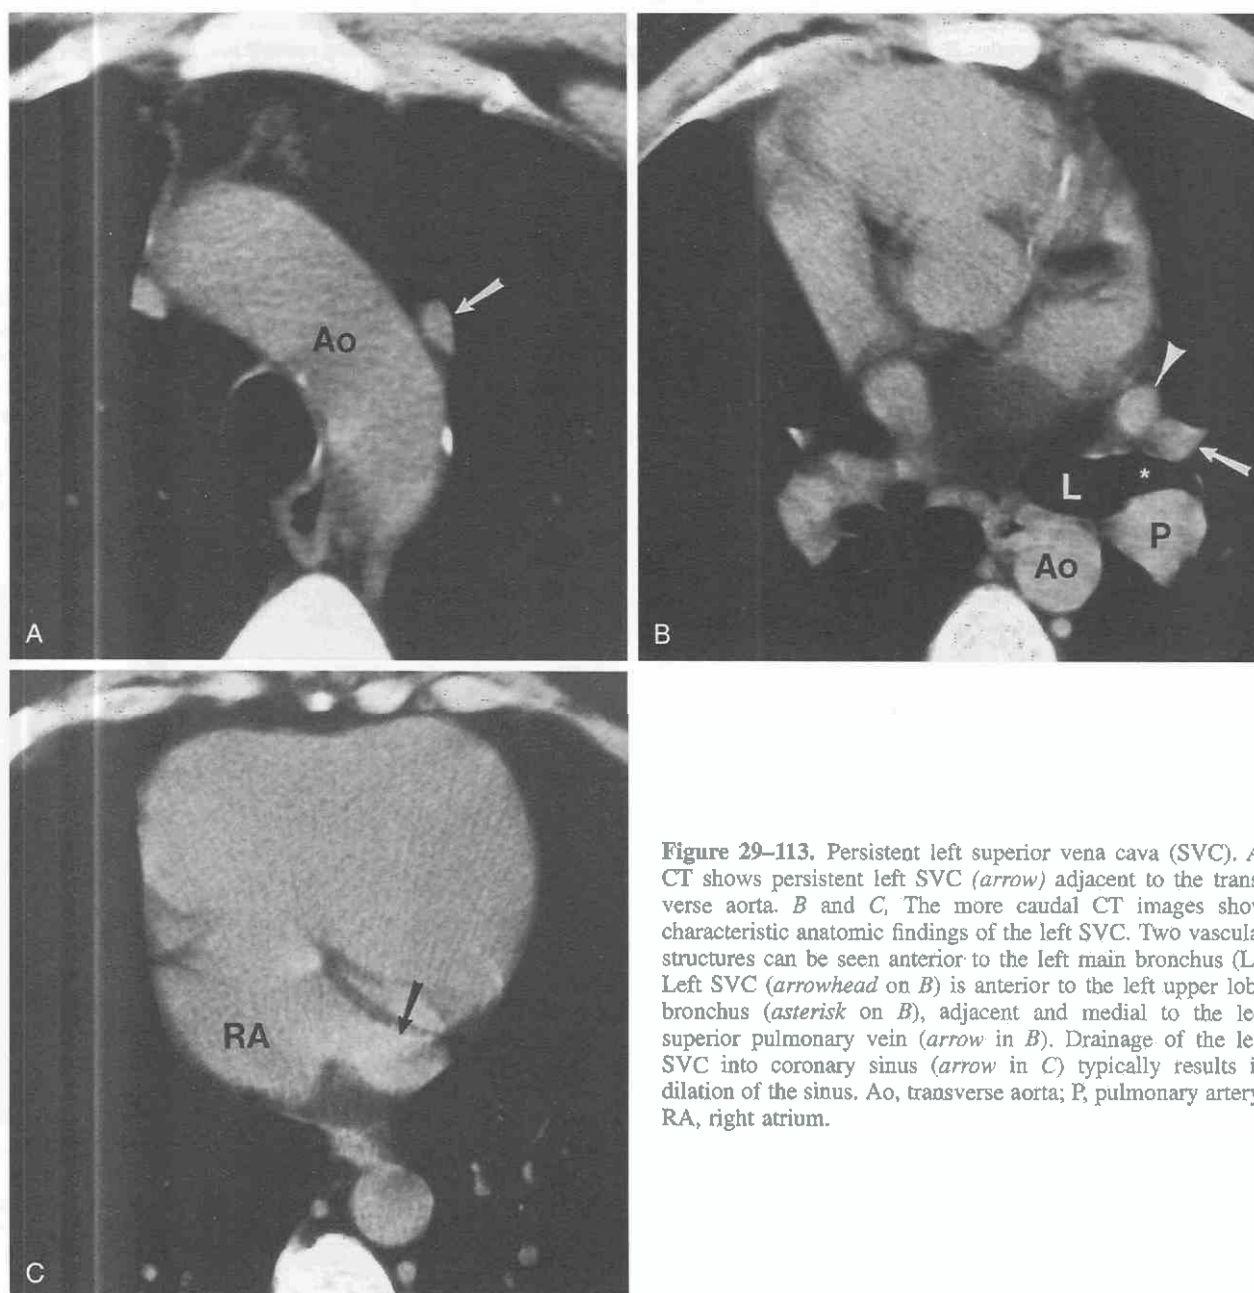 Ao
A
L
*
P
Ao
B
RA
C
Figure 29–113. Persistent left superior vena cava (SVC).
CT shows persistent left SVC (arrow) adjacent to the trans
verse aorta. B and C, The more caudal CT images sho
characteristic anatomic findings of the left SVC. Two vascula
structures can be seen anterior to the left main bronchus (L
Left SVC (arrowhead on B) is anterior to the left upper lob
bronchus (asterisk on B), adjacent and medial to the le
superior pulmonary vein (arrow in B). Drainage of the le
SVC into coronary sinus (arrow in C) typically results i
dilation of the sinus. Ao, transverse aorta; P, pulmonary artery
RA, right atrium.